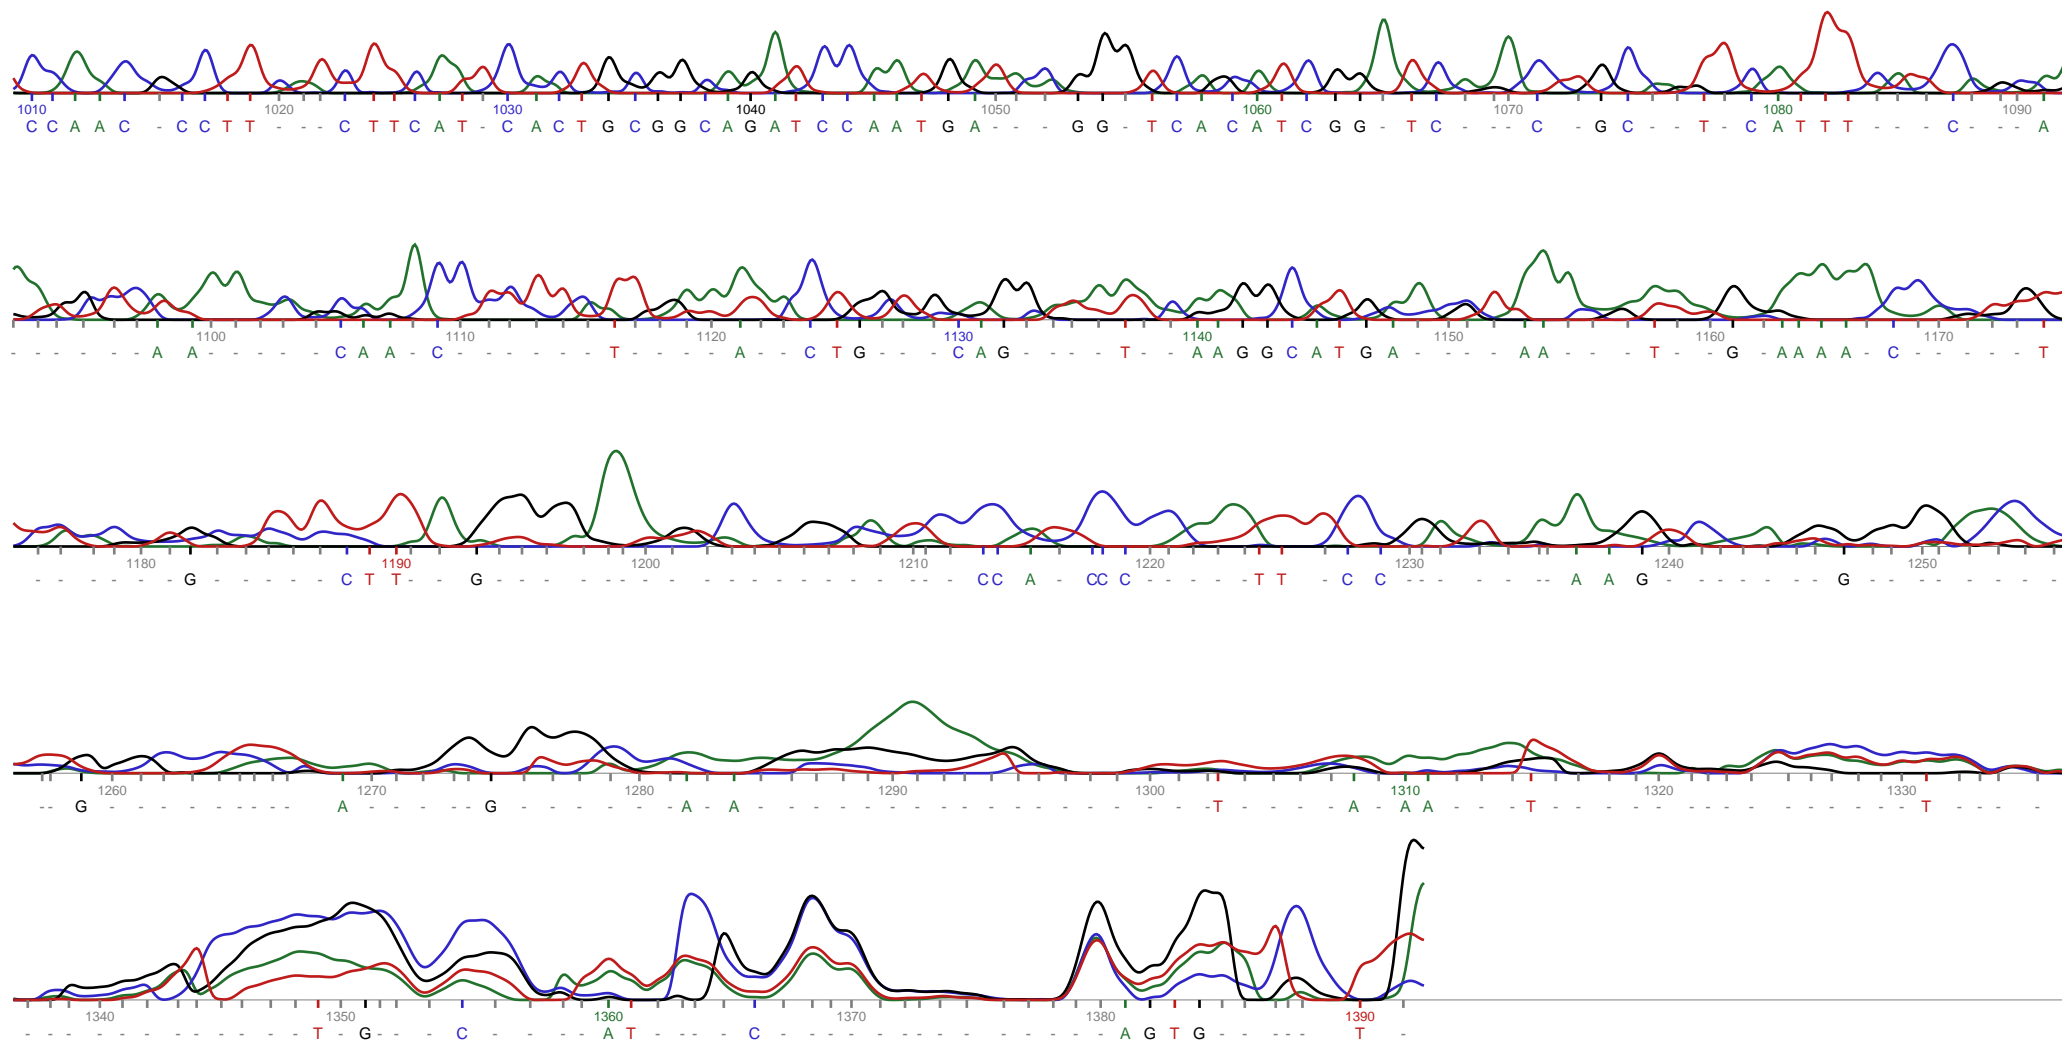 1010 1020 1030 1040 1050 1060 1070 1080 1090
C C A A C - C C T T - - - C T T C A T - C A C T G C G G C A G A T C C A A T G A - - - G G - T C A C A T C G G - T C - - - C - G C - - T - C A T T T - - - C - - - A
1100 1110 1120 1130 1140 1150 1160 1170
- - - - - - A A - - - - - C A A - C - - - - - - T - - - - A - - C T G - - - C A G - - - - T - - A A G G C A T G A - - - - A A - - - T - - G - A A A A - C - - - - - T
1180 1190 1200 1210 1220 1230 1240 1250
- - - - - - G - - - - - C T T - - G - - - - - - - - - - - - - - - - - - - C C A - C C C - - - - T T - C C - - - - - - - A A G - - - - - - - G - - - - - - - -
1260 1270 1280 1290 1300 1310 1320 1330
- - G - - - - - - - - A - - - - G - - - - - - - A A - - - - - - - - - - - - - - - - - - T - - - - A - A A - - - T - - - - - - - - - - - - - - T - - - -
1340 1350 1360 1370 1380 1390
- - - - - - - - - - - - T - G - - - C - - - - A T - - - - C - - - - - - - - - - - - - A G T G - - - - - T -